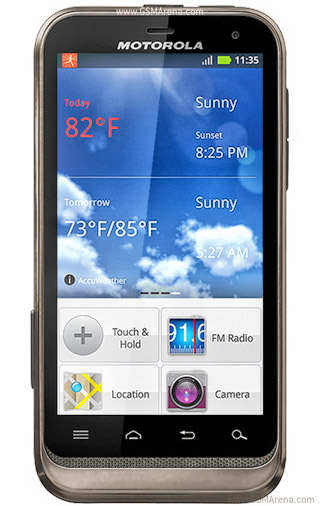 www.GSMArena.com
MOTOROLA
11:35
Today
Sunny
82°F
Sunset
8:25 PM
Tomorrow
Sunny
73°F/85°F
5:27 AM
AccuWeather
Touch &
Hold
91.6
FM Radio
Location
Camera
www.GSMArena.com